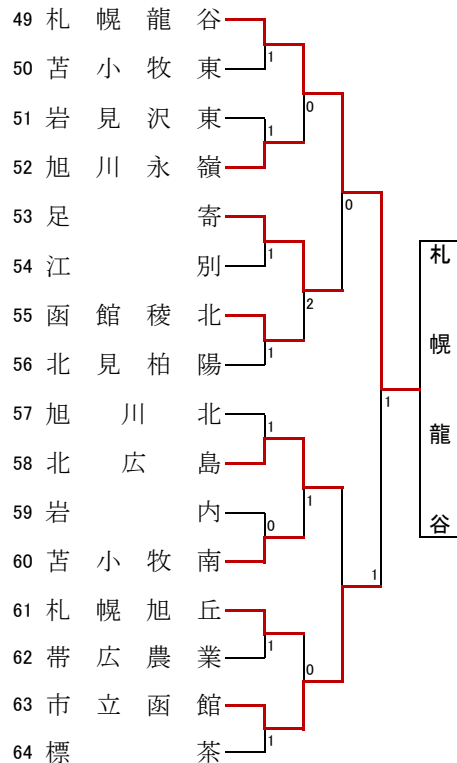 49 札幌龍谷
1
50 苫小牧東
0
51 岩見沢東
1
52 旭川永嶺
0
53 足寄
1
54 江別
2
55 函館稜北
1
56 北見柏陽
札幌龍谷
1
57 旭川北
1
58 北広島
1
59 岩内
0
60 苫小牧南
1
61 札幌旭丘
1
62 帯広農業
0
63 市立函館
1
64 標茶